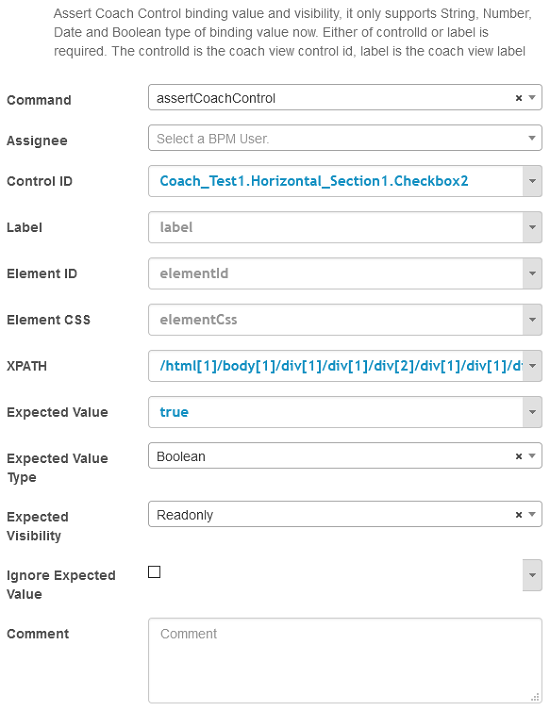 Assert Coach Control binding value and visibility, it only supports String, Number,
Date and Boolean type of binding value now. Either of controlId or label is
required. The controlId is the coach view control id, label is the coach view label
Command assertCoachControl ×
Assignee Select a BPM User.
Control ID Coach_Test1.Horizontal_Section1.Checkbox2
Label label
Element ID elementId
Element CSS elementCss
XPATH /html[1]/body[1]/div[1]/div[1]/div[2]/div[1]/div[1]/di
Expected Value true
Expected Value Boolean ×
Type
Expected Readonly ×
Visibility
Ignore Expected
Value
Comment Comment